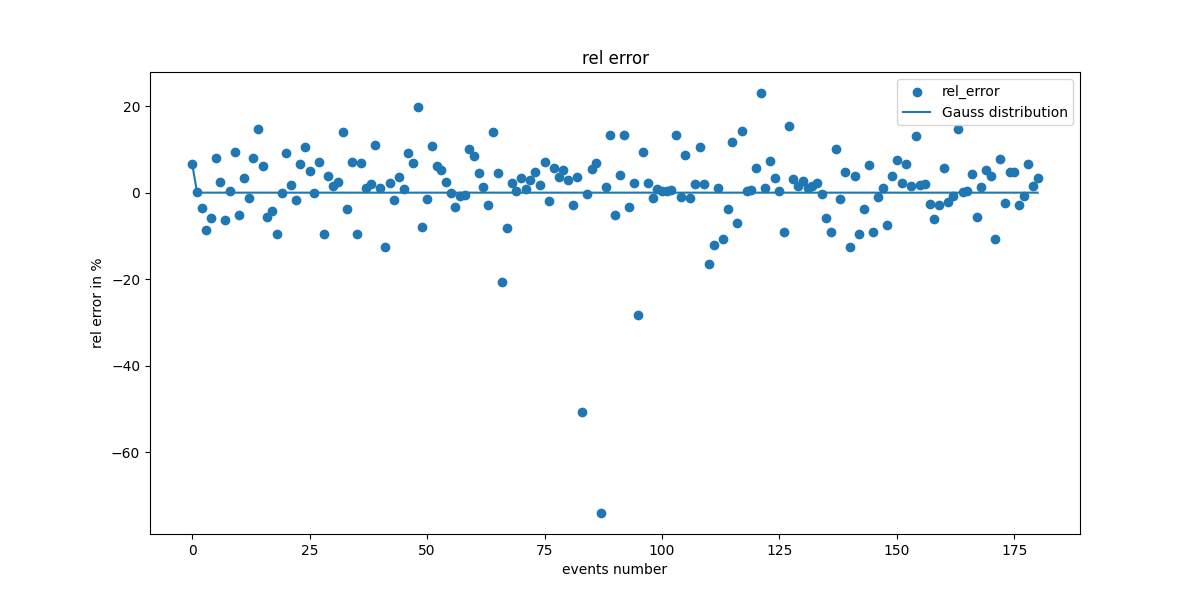 rel error
rel_error
Gauss distribution
20
0
−20
−40
−60
rel error in %
0
25
50
75
100
125
150
175
events number